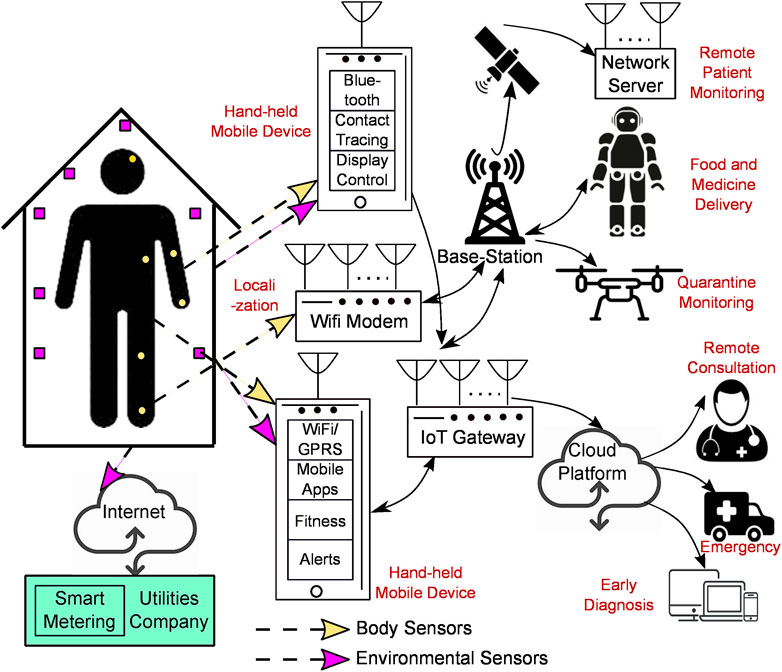 Hand-held
Mobile Device
Blue-
tooth
Contact
Tracing
Display
Control
Network
Server
Remote
Patient
Monitoring
Food and
Medicine
Delivery
Base-Station
Quarantine
Monitoring
Locali
-zation
Wifi Modem
WiFi/
GPRS
Mobile
Apps
Fitness
Alerts
Hand-held
Mobile Device
IoT Gateway
Cloud
Platform
Remote
Consultation
Emergency
Early
Diagnosis
Internet
Smart
Metering
Utilities
Company
Body Sensors
Environmental Sensors